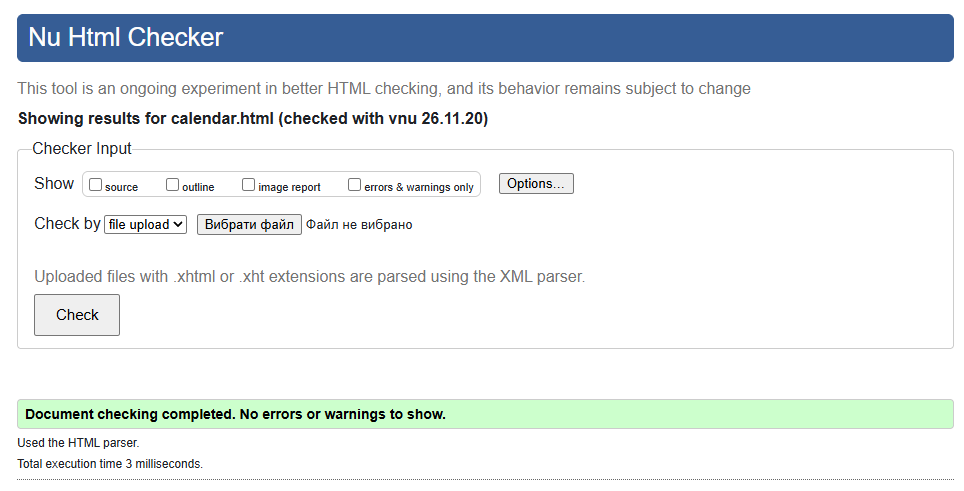 Nu Html Checker
This tool is an ongoing experiment in better HTML checking, and its behavior remains subject to change
Showing results for calendar.html (checked with vnu 26.11.20)
Checker Input
Show source outline image report errors & warnings only Options...
Check by file upload Вибрати файл Файл не вибрано
Uploaded files with .xhtml or .xht extensions are parsed using the XML parser.
Check
Document checking completed. No errors or warnings to show.
Used the HTML parser.
Total execution time 3 milliseconds.